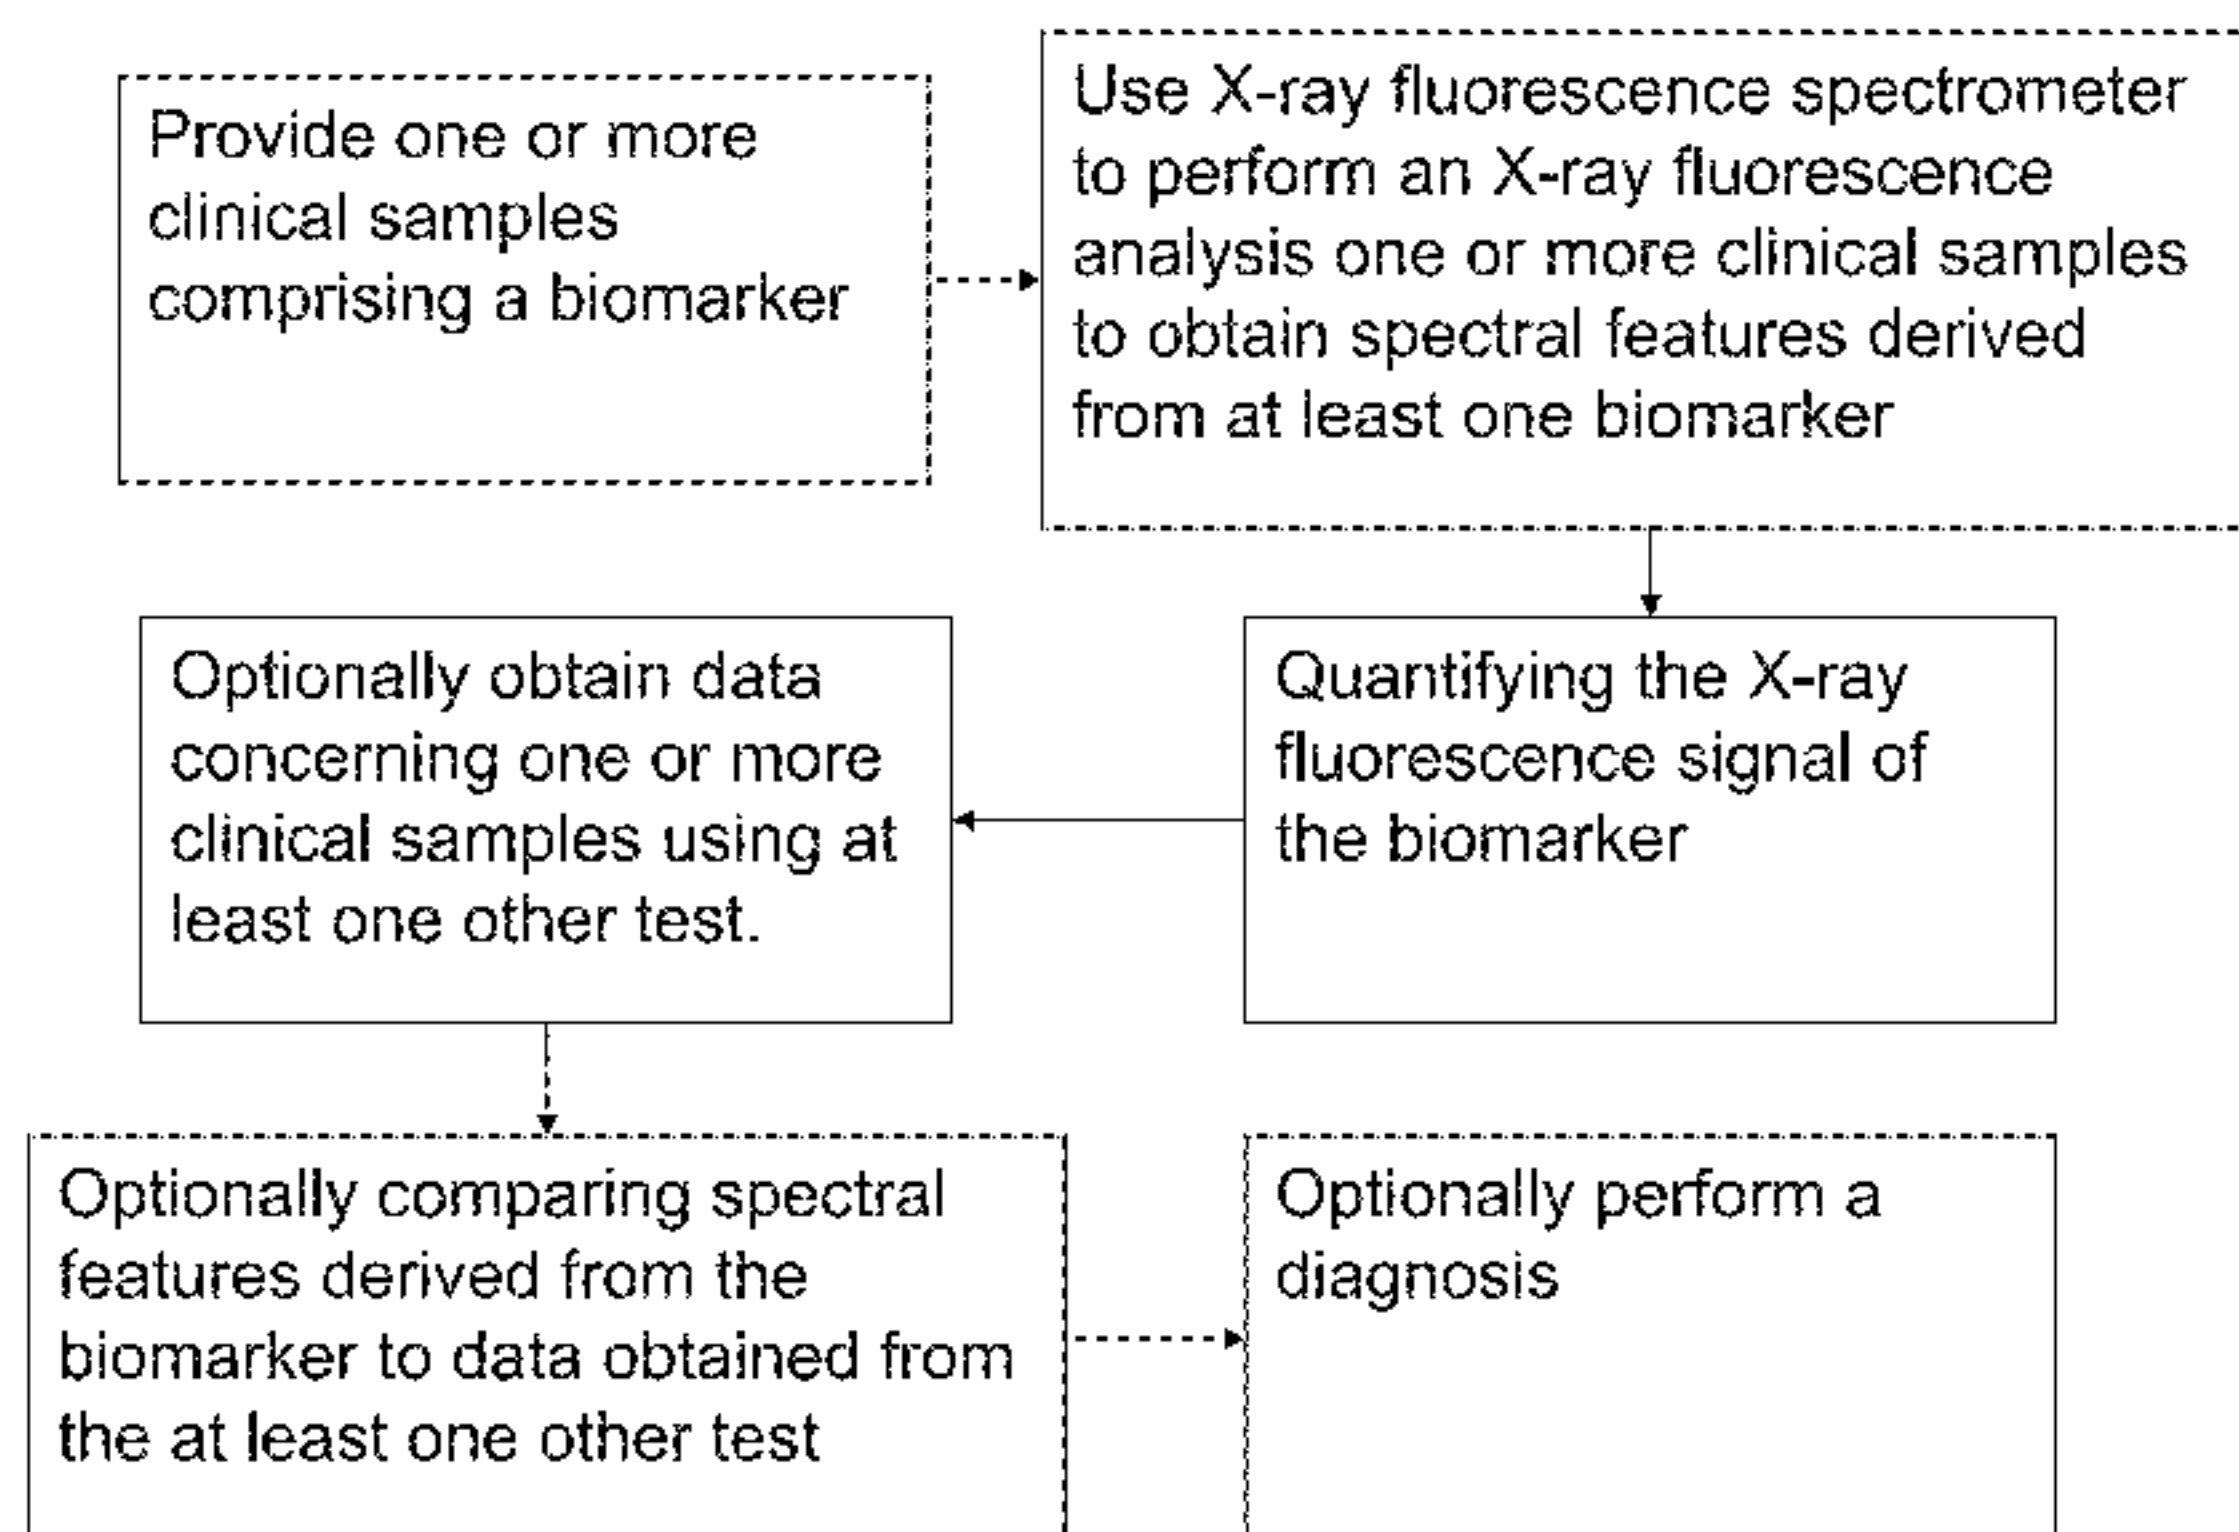 Provide one or more
clinical samples
comprising a biomarker
Use X-ray fluorescence spectrometer
to perform an X-ray fluorescence
analysis one or more clinical samples
to obtain spectral features derived
from at least one biomarker
Quantifying the X-ray
fluorescence signal of
the biomarker
Optionally obtain data
concerning one or more
clinical samples using at
least one other test.
Optionally comparing spectral
features derived from the
biomarker to data obtained from
the at least one other test
Optionally perform a
diagnosis